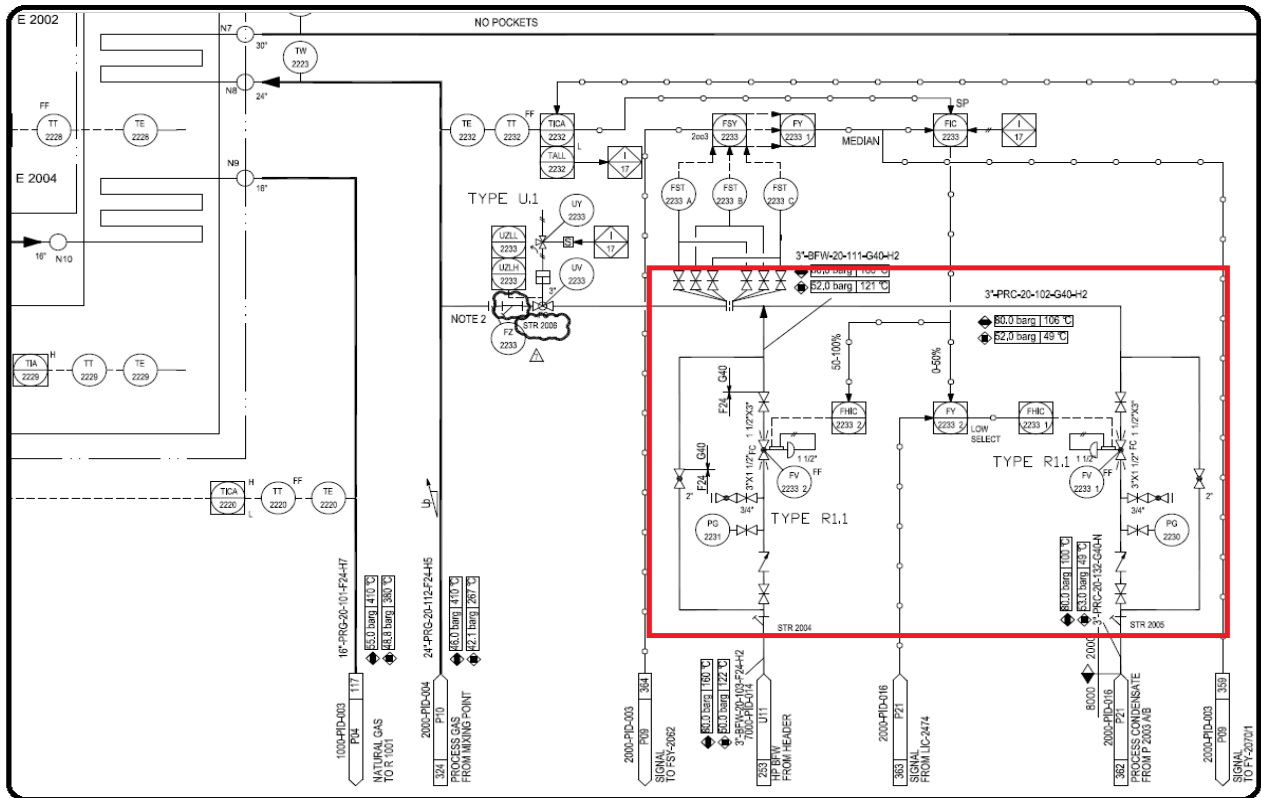 E 2002
N7
30"
NO POCKETS
TW
2223
N8
24"
FF
TT
2228
TE
2228
TE
2232
TT
2232
FF
TICA
2232
L
TALL
2232
I
17
2oo3
FSY
2233
FY
2233 1
MEDIAN
SP
FIC
2233
I
17
N9
16"
E 2004
16"
N10
TYPE U.1
UY
2233
UZLL
2233
UZLH
2233
S
I
17
UV
2233
3"
NOTE 2
STR 2006
FZ
2233
FST
2233 A
FST
2233 B
FST
2233 C
3"-BFW-20-111-G40-H2
52.0 barg 121 °C
3"-PRC-20-102-G40-H2
80.0 barg 106 °C
52,0 barg 49 °C
TIA
2229
H
TT
2229
TE
2229
50-100%
0-50%
G40
F24
G40
F24
FHIC
2233 2
FY
2233 2
LOW
SELECT
FHIC
2233 1
1 1/2"X3"
FC
3"X1 1/2"
1 1/2"
FV
2233 2
FF
2"
3/4"
TYPE R1.1
PG
2231
STR 2004
TYPE R1.1
1 1/2"X3"
FC
3"X1 1/2"
1 1/2"
FV
2233 1
FF
2"
3/4"
PG
2230
STR 2005
80.0 barg 100 °C
53.0 barg 49 °C
3"-PRC-20-132-G40-N
TICA
2220
H
L
TT
2220
FF
TE
2220
16"-PRG-20-101-F24-H7
55.0 barg 410 °C
48.8 barg 380 °C
24"-PRG-20-112-F24-H5
46.0 barg 410 °C
42.1 barg 267 °C
1000-PID-003
P04
117
NATURAL GAS
TO R 1001
2000-PID-004
324
P10
PROCESS GAS
FROM MIXING POINT
2000-PID-003
P09
364
SIGNAL
TO FSY-2062
80.0 barg 160 °C
50.0 barg 122 °C
3"-BFW-20-103-F24-H2
7000-PID-014
253
U11
HP BFW
FROM HEADER
2000-PID-016
363
P21
SIGNAL
FROM LIC-2474
8000
2000
2000-PID-016
362
P21
PROCESS CONDENSATE
FROM P 2003 A/B
2000-PID-003
P09
359
SIGNAL
TO FY-2070/1